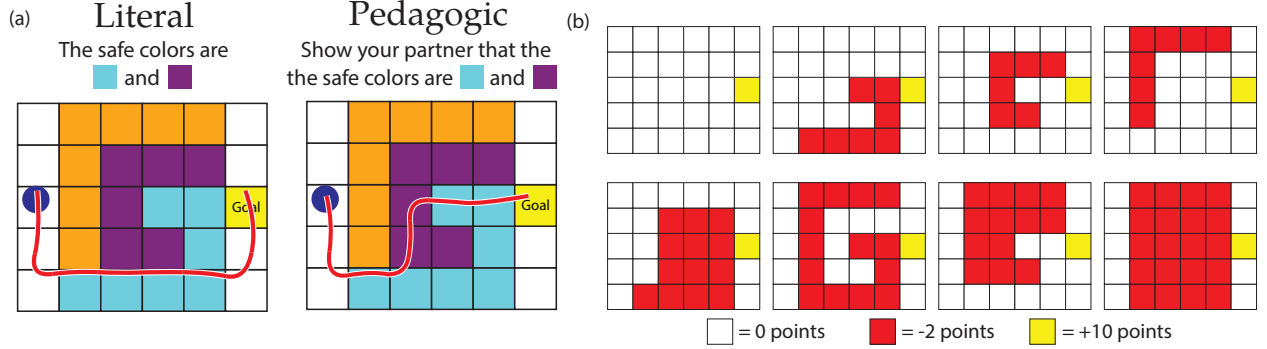 (a)
Literal
The safe colors are
and
Goal
Pedagogic
Show your partner that the
the safe colors are and
Goal
(b)
= 0 points
= -2 points
= +10 points